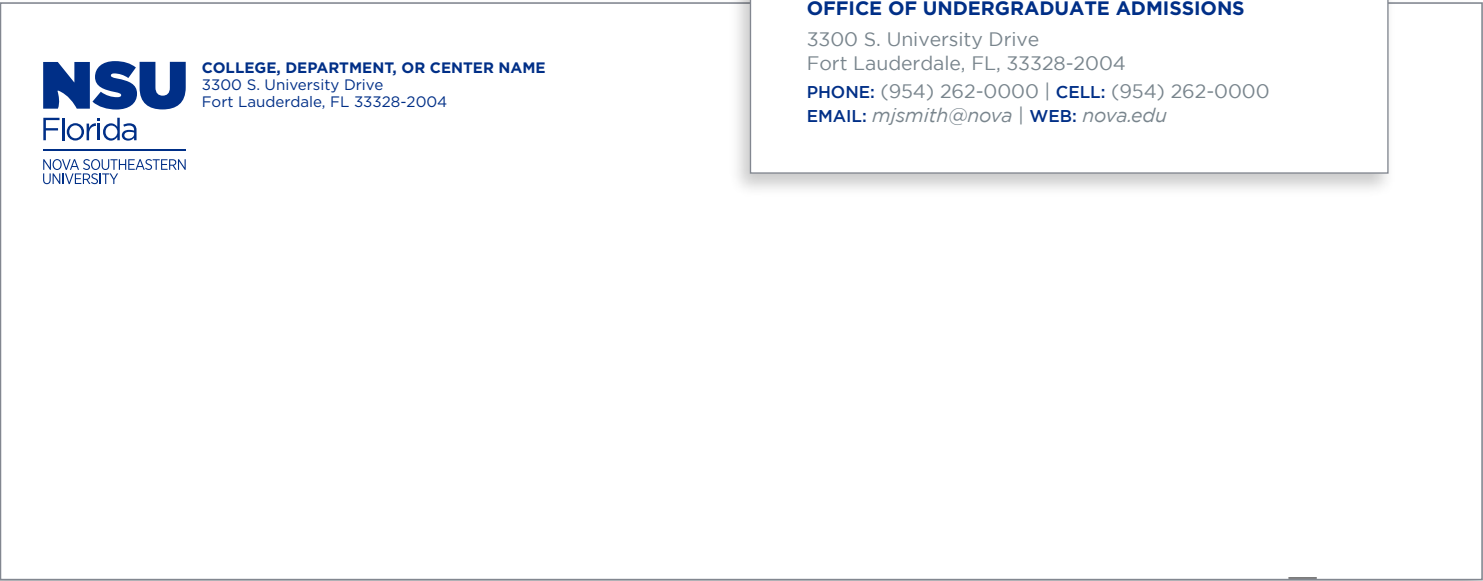 NSU
Florida
NOVA SOUTHEASTERN
UNIVERSITY
COLLEGE, DEPARTMENT, OR CENTER NAME
3300 S. University Drive
Fort Lauderdale, FL 33328-2004
OFFICE OF UNDERGRADUATE ADMISSIONS
3300 S. University Drive
Fort Lauderdale, FL, 33328-2004
PHONE: (954) 262-0000 | CELL: (954) 262-0000
EMAIL: mjsmith@nova | WEB: nova.edu